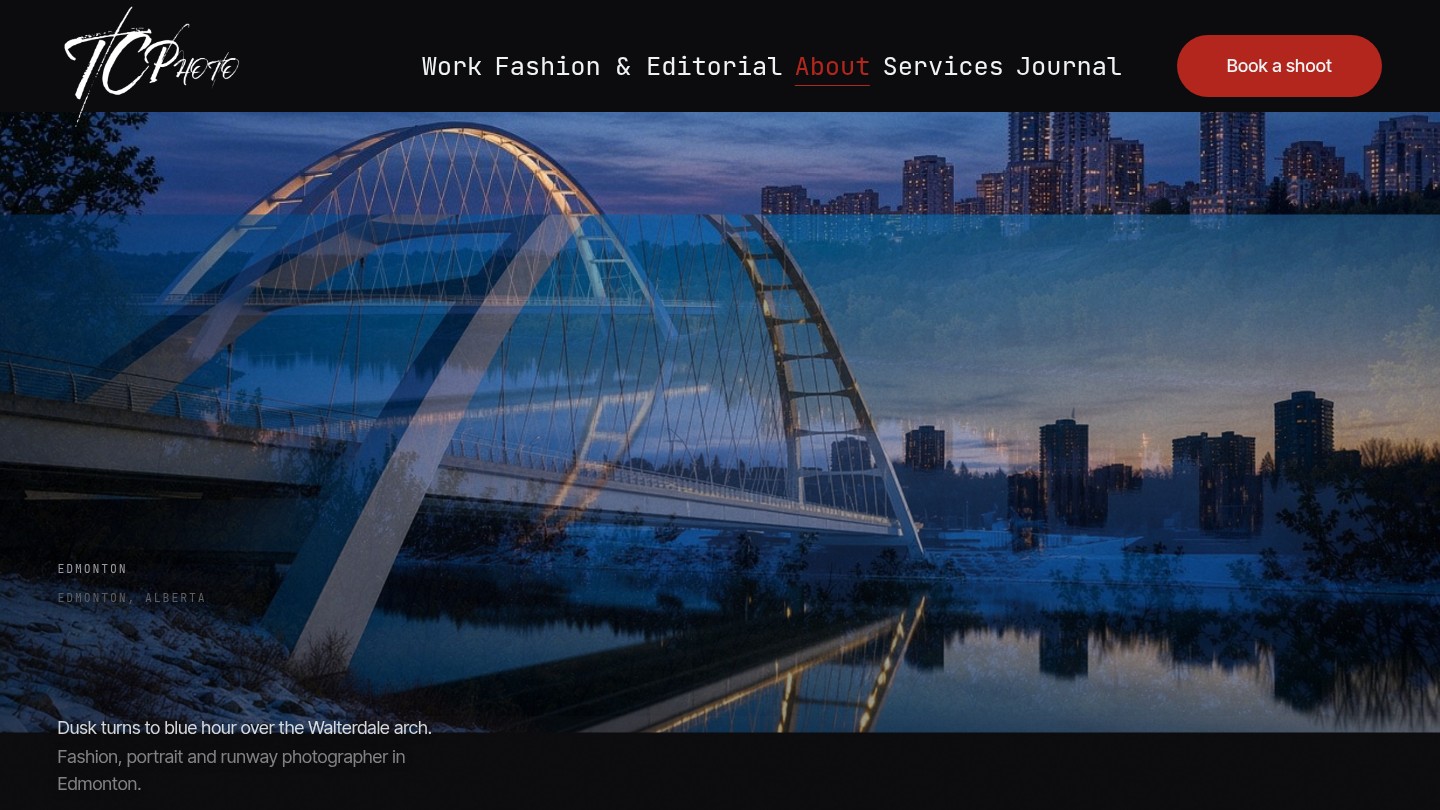 TCPHOTO
Work Fashion & Editorial About Services Journal
Book a shoot
EDMONTON
EDMONTON, ALBERTA
Dusk turns to blue hour over the Walterdale arch.
Fashion, portrait and runway photographer in
Edmonton.